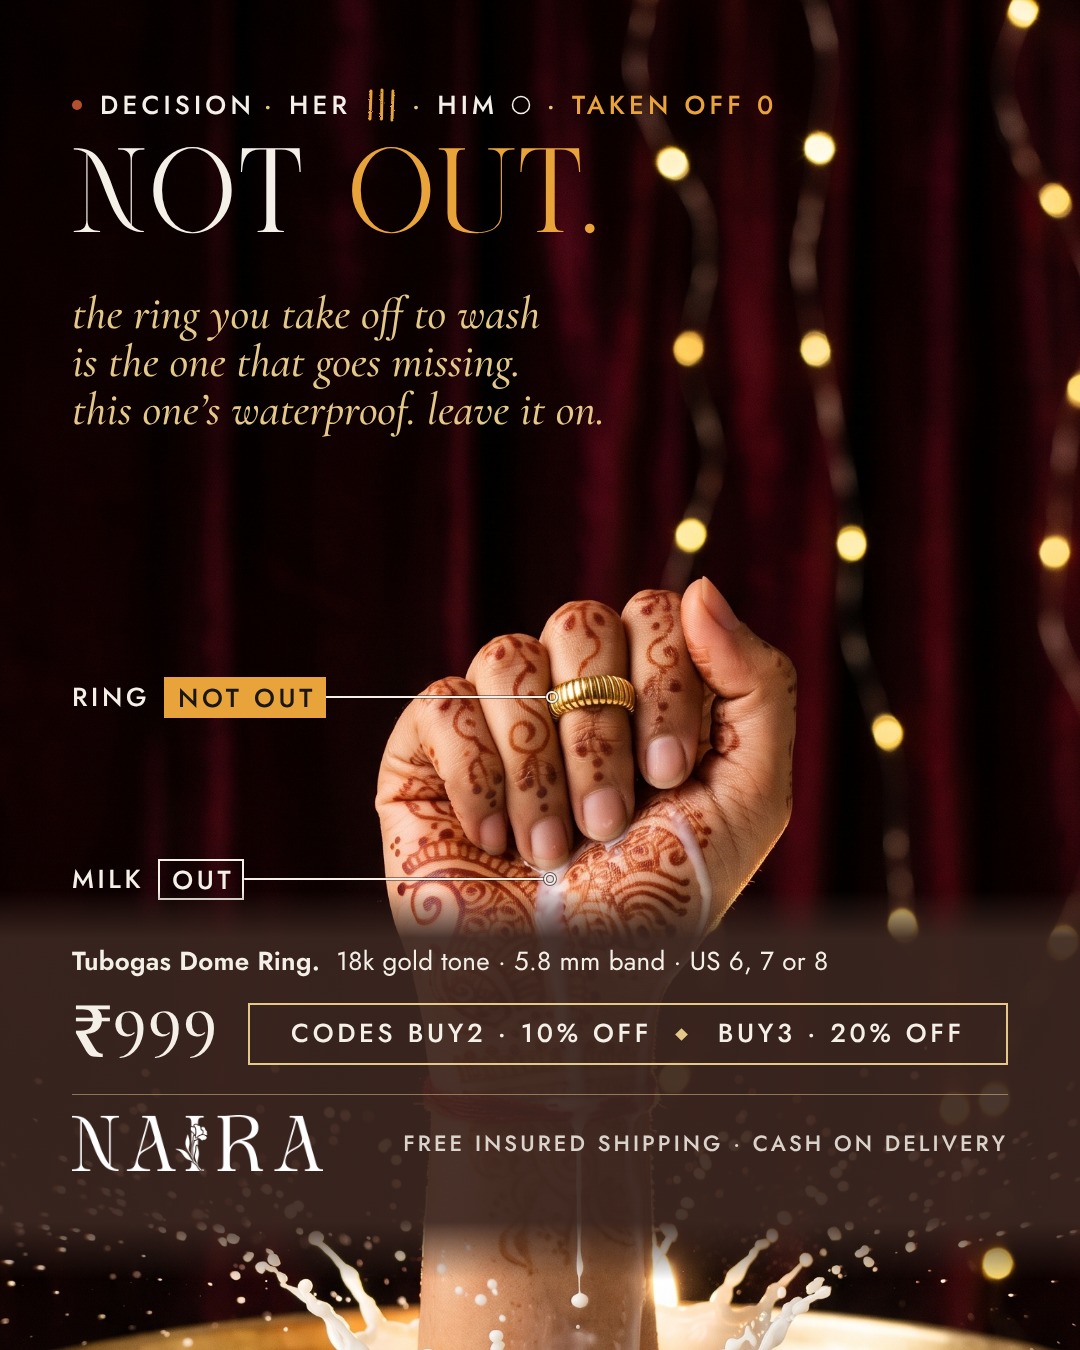 • DECISION · HER ||| · HIM ○ · TAKEN OFF 0
NOT OUT.
the ring you take off to wash
is the one that goes missing.
this one’s waterproof. leave it on.
RING NOT OUT
MILK OUT
Tubogas Dome Ring. 18k gold tone · 5.8 mm band · US 6, 7 or 8
₹999 CODES BUY2 · 10% OFF ◆ BUY3 · 20% OFF
NAIRA FREE INSURED SHIPPING · CASH ON DELIVERY